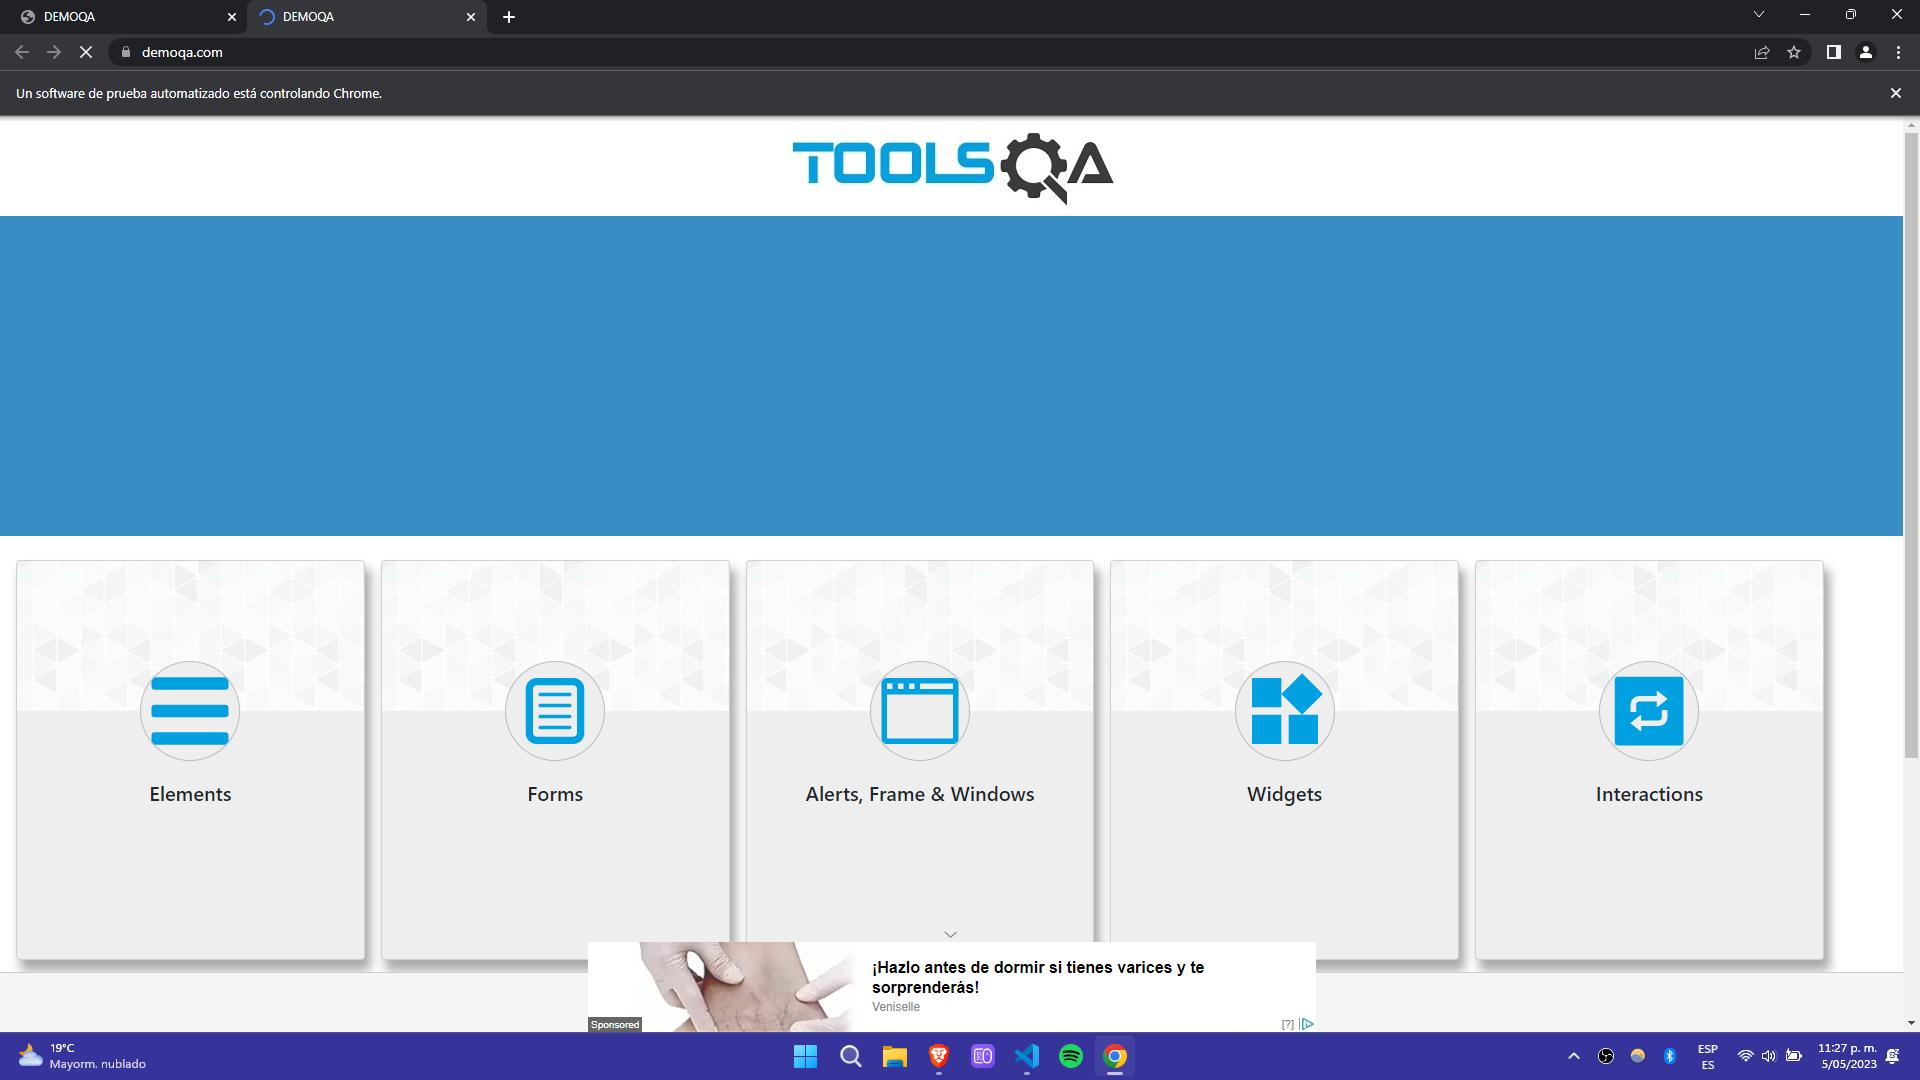 DEMOQA
DEMOQA
demoqa.com
Un software de prueba automatizado está controlando Chrome.
TOOLSQA
Elements
Forms
Alerts, Frame & Windows
Widgets
Interactions
¡Hazlo antes de dormir si tienes varices y te
sorprenderás!
Veniselle
Sponsored
[?]
19°C
Mayorm. nublado
ESP
ES
11:27 p. m.
5/05/2023